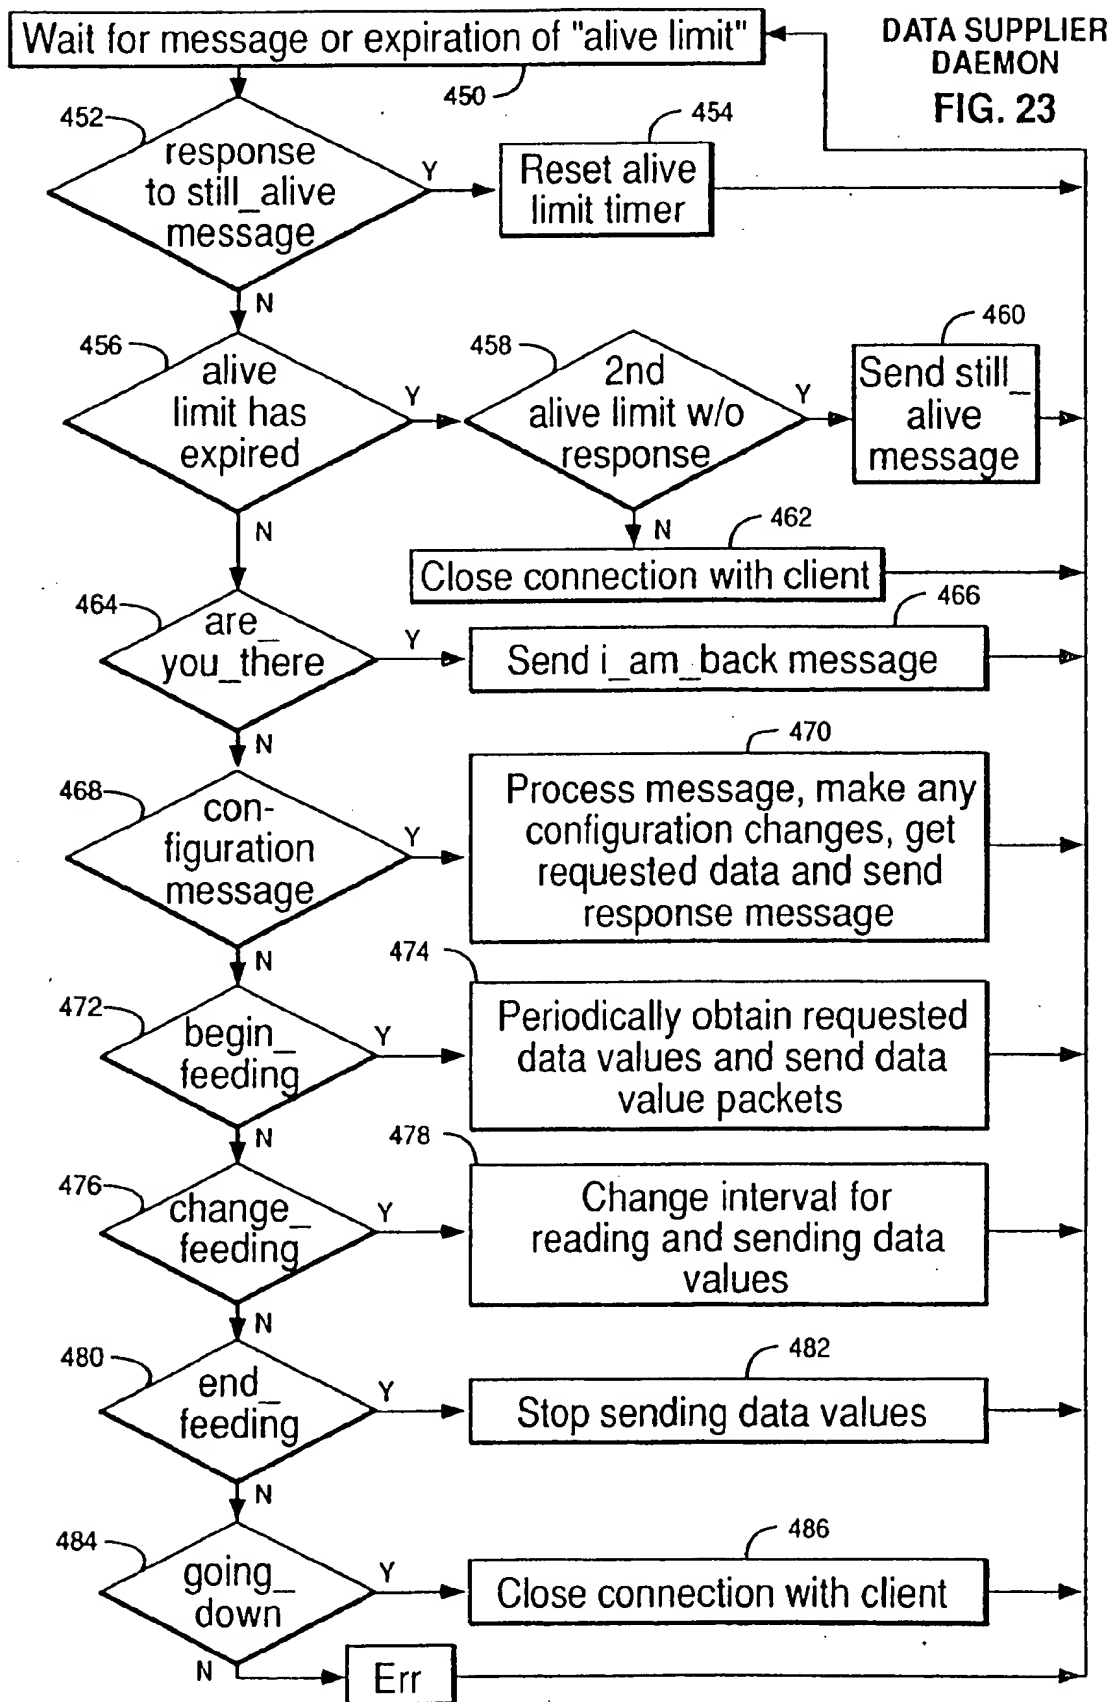 Wait for message or expiration of "alive limit"
DATA SUPPLIER
DAEMON
FIG. 23
450
452
response
to still_alive
message
Y
454
Reset alive
limit timer
N
456
alive
limit has
expired
Y
458
2nd
alive limit w/o
response
Y
460
Send still_
alive
message
N
N
462
Close connection with client
464
are_
you_there
Y
466
Send i_am_back message
N
468
con-
figuration
message
Y
470
Process message, make any
configuration changes, get
requested data and send
response message
N
472
begin_
feeding
Y
474
Periodically obtain requested
data values and send data
value packets
N
476
change_
feeding
Y
478
Change interval for
reading and sending data
values
N
480
end_
feeding
Y
482
Stop sending data values
N
484
going_
down
Y
486
Close connection with client
N
Err